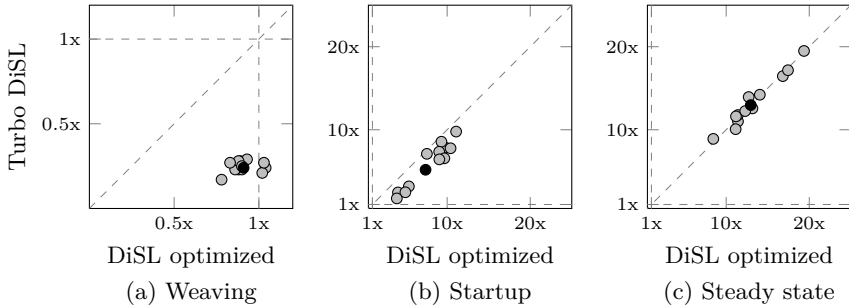 Turbo DiSL
1x
0.5x
0.5x
1x
DiSL optimized
(a) Weaving
20x
10x
1x
1x
10x
20x
DiSL optimized
(b) Startup
20x
10x
1x
1x
10x
20x
DiSL optimized
(c) Steady state